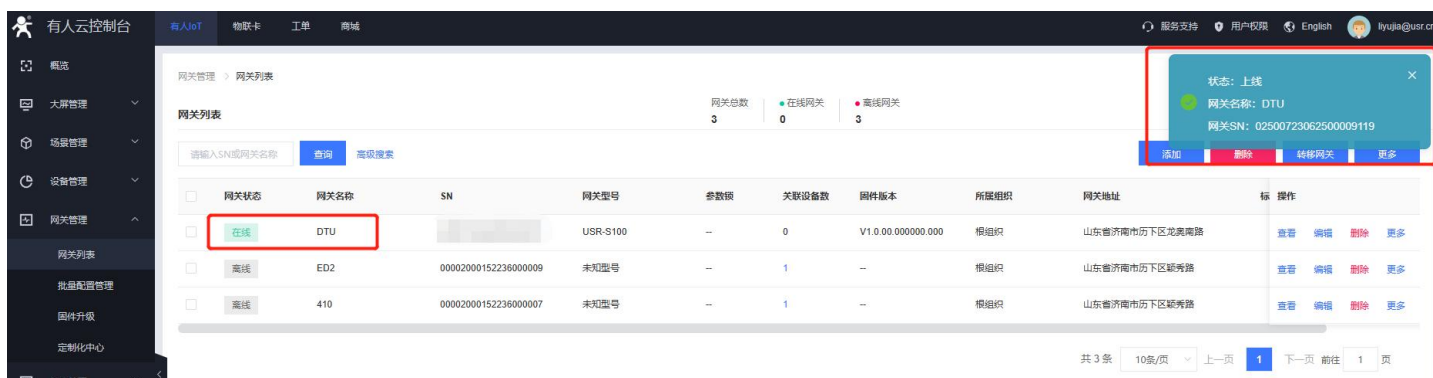 有人云控制台 有人IoT 物联卡 工单 商城 服务支持 用户权限 English liyujia@usr.cn
概览
大屏管理
场景管理
设备管理
网关管理
网关列表
批量配置管理
固件升级
定制化中心
网关管理 > 网关列表
网关列表
网关总数 在线网关 离线网关
3 0 3
状态：上线
网关名称：DTU
网关SN：02500723062500009119
请输入SN或网关名称 查询 高级搜索 添加 删除 转移网关 更多
网关状态 网关名称 SN 网关型号 参数锁 关联设备数 固件版本 所属组织 网关地址 标 操作
在线 DTU USR-S100 -- 0 V1.0.00.000000.000 根组织 山东省济南市历下区龙奥南路 查看 编辑 删除 更多
离线 ED2 00002000152236000009 未知型号 -- 1 -- 根组织 山东省济南市历下区颖秀路 查看 编辑 删除 更多
离线 410 00002000152236000007 未知型号 -- 1 -- 根组织 山东省济南市历下区颖秀路 查看 编辑 删除 更多
共 3 条 10条/页 上一页 1 下一页 前往 1 页